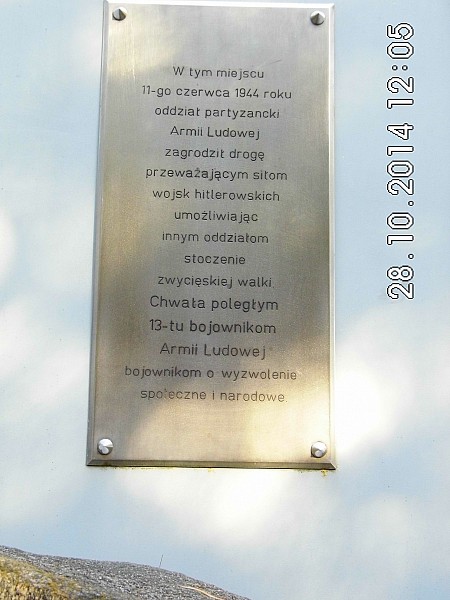 W tym miejscu
11-go czerwca 1944 roku
oddział partyzancki
Armii Ludowej
zagrodził drogę
przeważającym siłom
wojsk hitlerowskich
umożliwiając
innym oddziałom
stoczenie
zwycięskiej walki
Chwała poległym
13-tu bojownikom
Armii Ludowej
bojownikom o wyzwolenie
społeczne i narodowe
28.10.2014 12:05